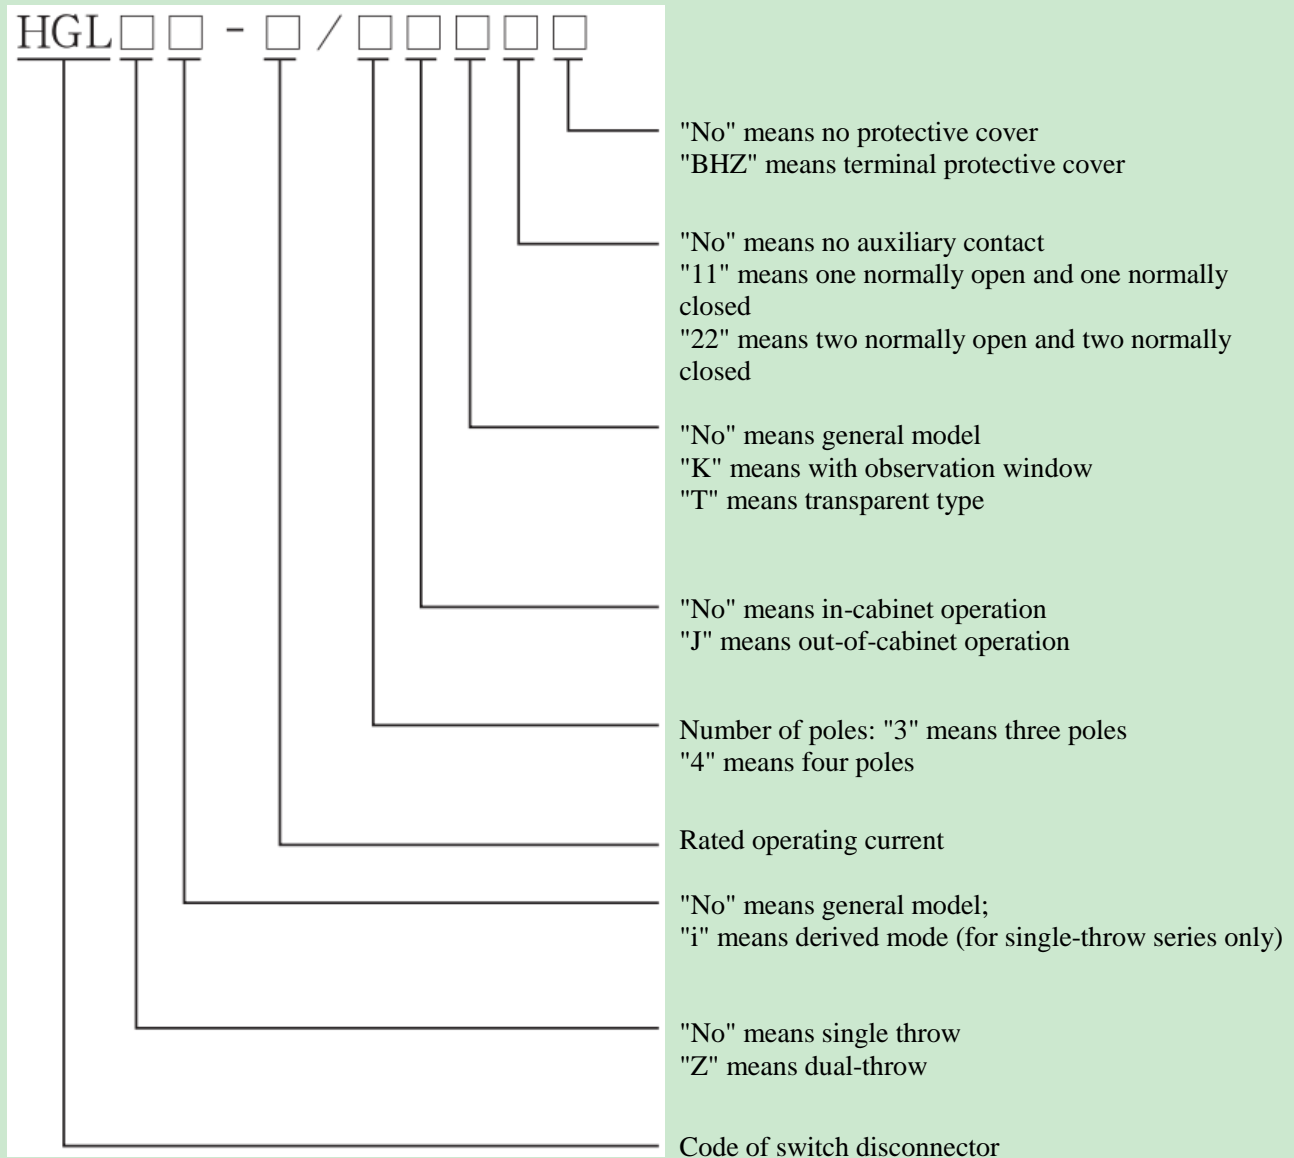 HGL□□ - □ / □□□□□
"No" means no protective cover
"BHZ" means terminal protective cover
"No" means no auxiliary contact
"11" means one normally open and one normally
closed
"22" means two normally open and two normally
closed
"No" means general model
"K" means with observation window
"T" means transparent type
"No" means in-cabinet operation
"J" means out-of-cabinet operation
Number of poles: "3" means three poles
"4" means four poles
Rated operating current
"No" means general model;
"i" means derived mode (for single-throw series only)
"No" means single throw
"Z" means dual-throw
Code of switch disconnector